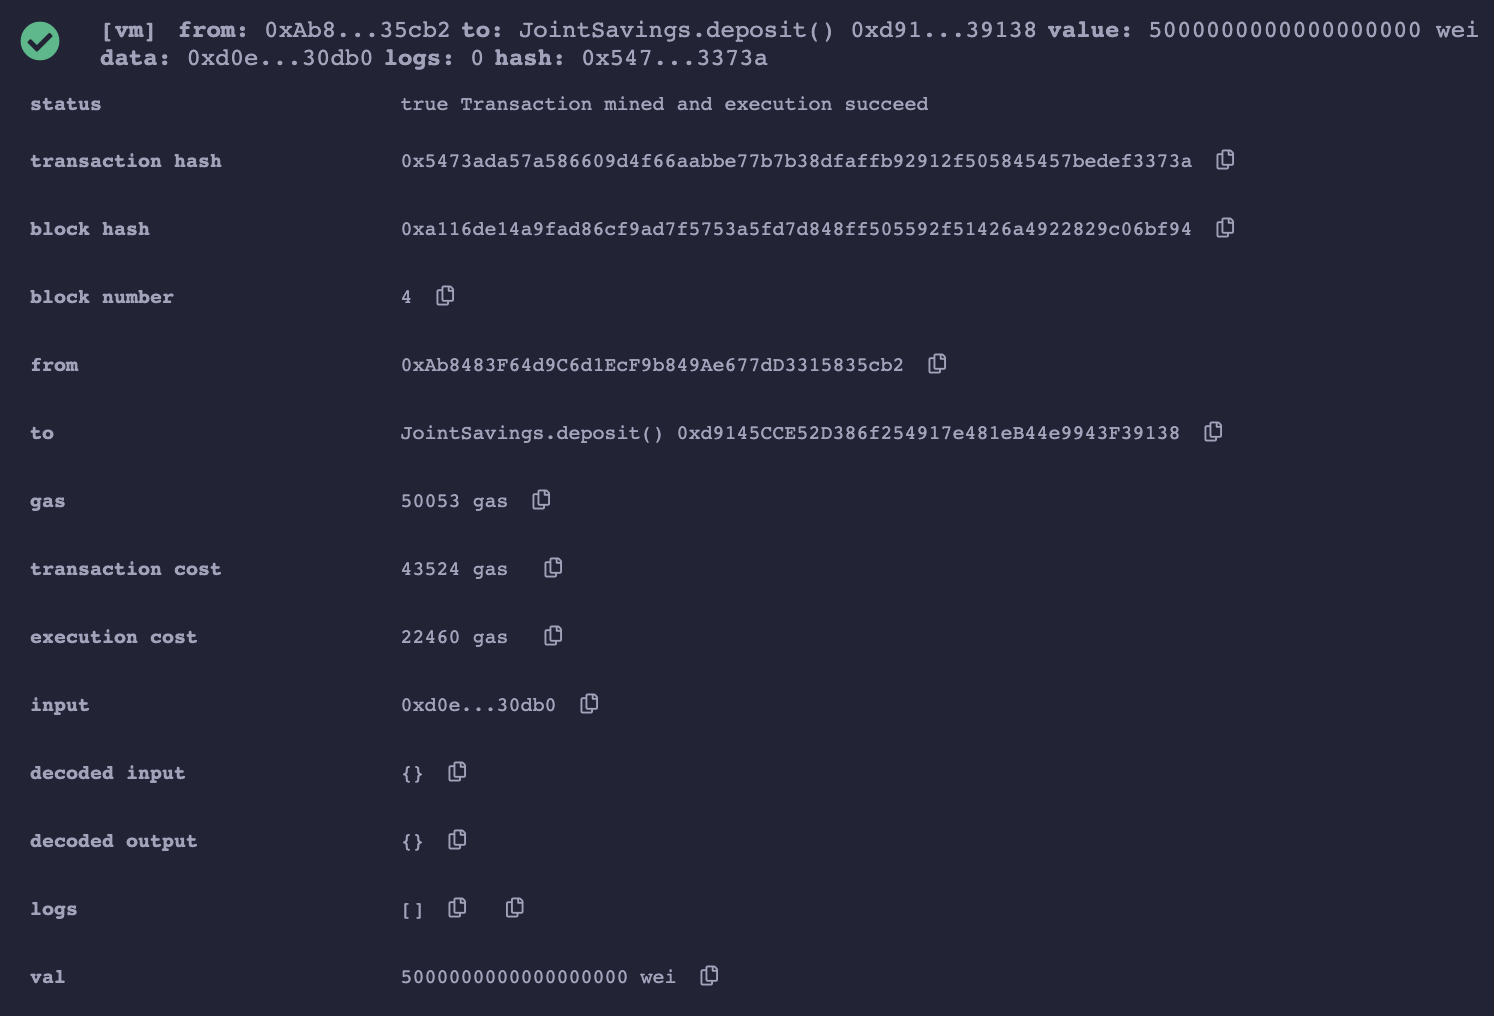 [vm] from: 0xAb8...35cb2 to: JointSavings.deposit() 0xd91...39138 value: 5000000000000000000 wei
data: 0xd0e...30db0 logs: 0 hash: 0x547...3373a
status true Transaction mined and execution succeed
transaction hash 0x5473ada57a586609d4f66aabbe77b7b38dfaffb92912f505845457bedef3373a
block hash 0xa116de14a9fad86cf9ad7f5753a5fd7d848ff505592f51426a4922829c06bf94
block number 4
from 0xAb8483F64d9C6d1EcF9b849Ae677dD3315835cb2
to JointSavings.deposit() 0xd9145CCE52D386f254917e481eB44e9943F39138
gas 50053 gas
transaction cost 43524 gas
execution cost 22460 gas
input 0xd0e...30db0
decoded input {}
decoded output {}
logs []
val 5000000000000000000 wei